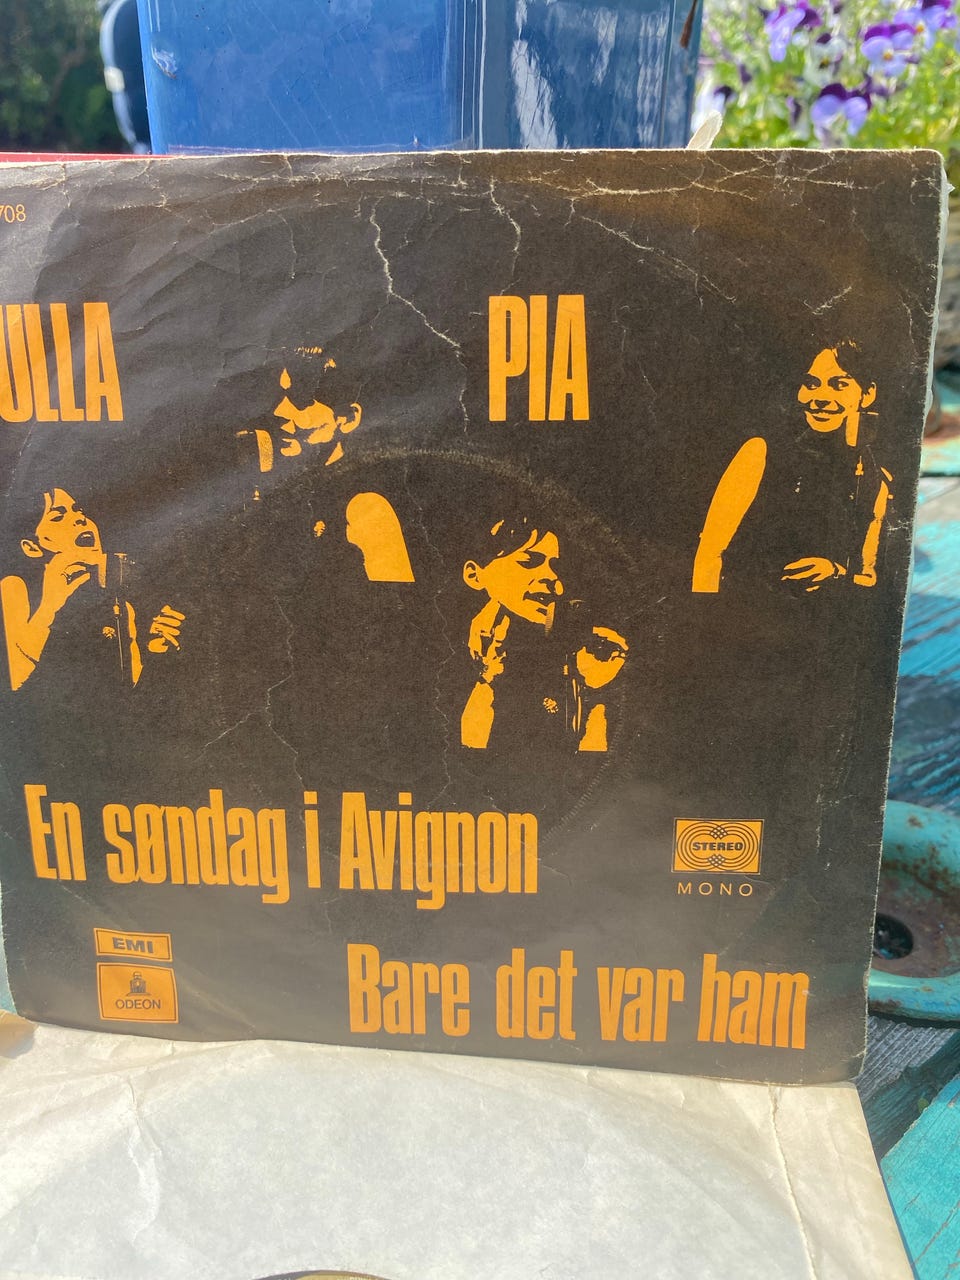 708
ULLA PIA
En søndag i Avignon
STEREO
MONO
EMI
ODEON
Bare det var ham